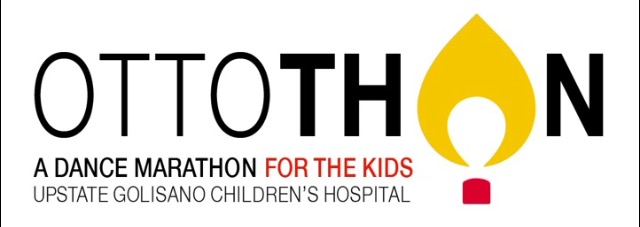 OTTOTHON
A DANCE MARATHON FOR THE KIDS
UPSTATE GOLISANO CHILDREN'S HOSPITAL